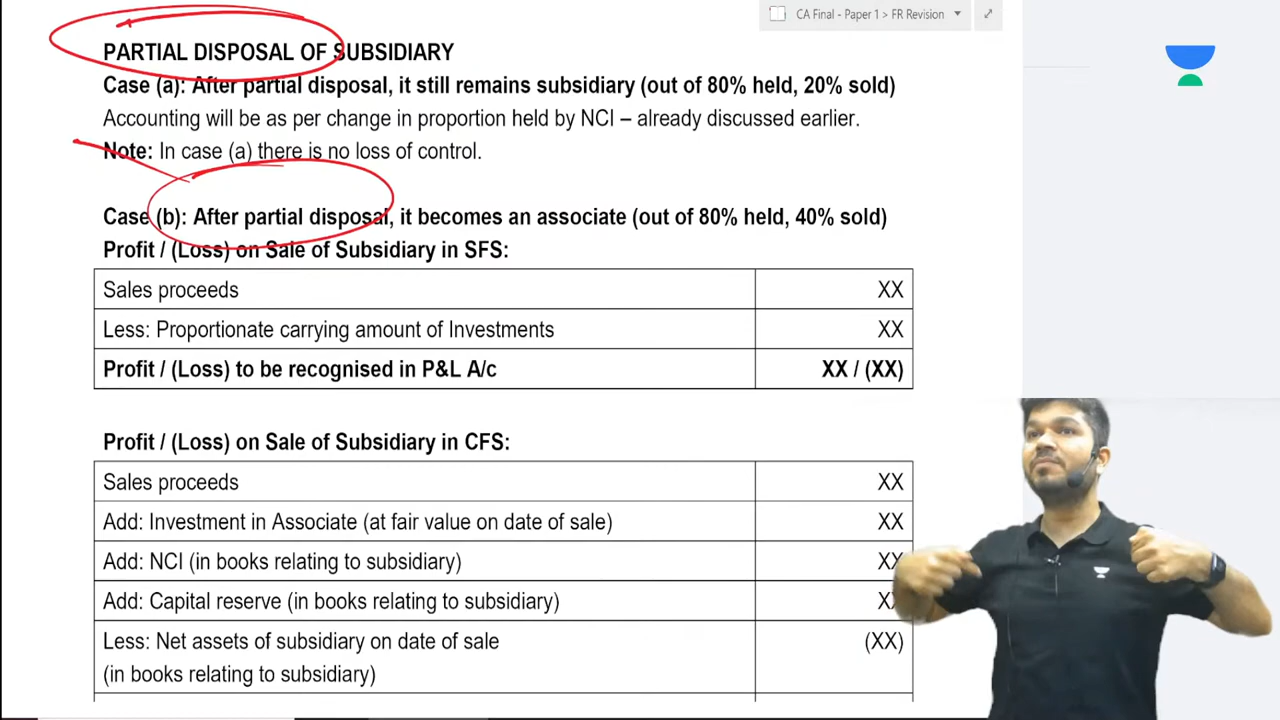 CA Final - Paper 1 > FR Revision
PARTIAL DISPOSAL OF SUBSIDIARY
Case (a): After partial disposal, it still remains subsidiary (out of 80% held, 20% sold)
Accounting will be as per change in proportion held by NCI – already discussed earlier.
Note: In case (a) there is no loss of control.
Case (b): After partial disposal, it becomes an associate (out of 80% held, 40% sold)
Profit / (Loss) on Sale of Subsidiary in SFS:
Sales proceeds XX
Less: Proportionate carrying amount of Investments XX
Profit / (Loss) to be recognised in P&L A/c XX / (XX)
Profit / (Loss) on Sale of Subsidiary in CFS:
Sales proceeds XX
Add: Investment in Associate (at fair value on date of sale) XX
Add: NCI (in books relating to subsidiary) XX
Add: Capital reserve (in books relating to subsidiary) XX
Less: Net assets of subsidiary on date of sale (XX)
(in books relating to subsidiary)